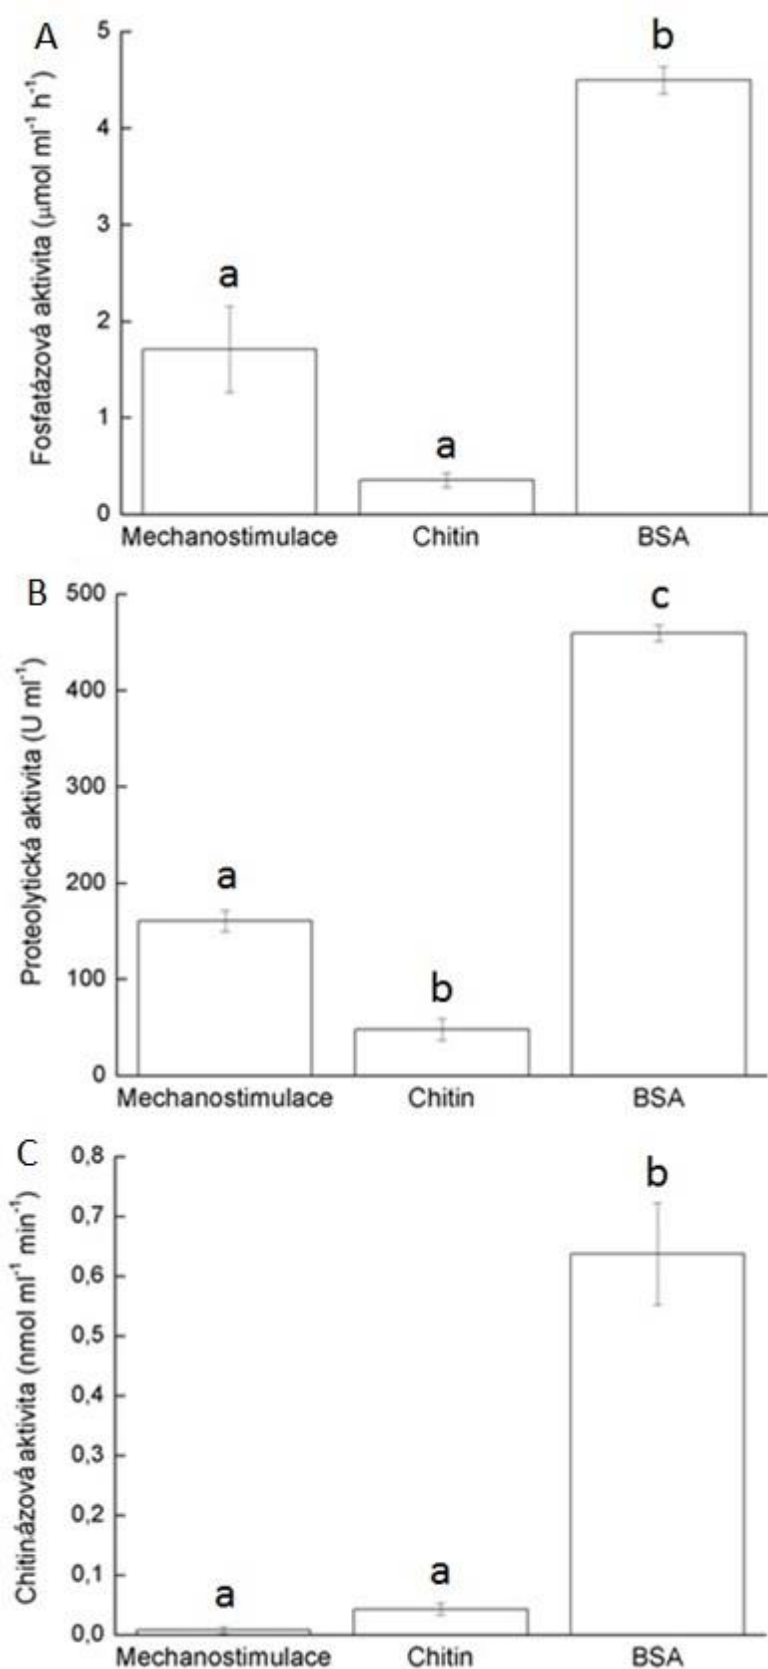 A
Fosfatázová aktivita (μmol ml⁻¹ h⁻¹)
5
4
3
2
1
0
a
a
b
Mechanostimulace Chitin BSA
B
Proteolytická aktivita (U ml⁻¹)
500
400
300
200
100
0
a
b
c
Mechanostimulace Chitin BSA
C
Chitinázová aktivita (nmol ml⁻¹ min⁻¹)
0,8
0,7
0,6
0,5
0,4
0,3
0,2
0,1
0,0
a
a
b
Mechanostimulace Chitin BSA